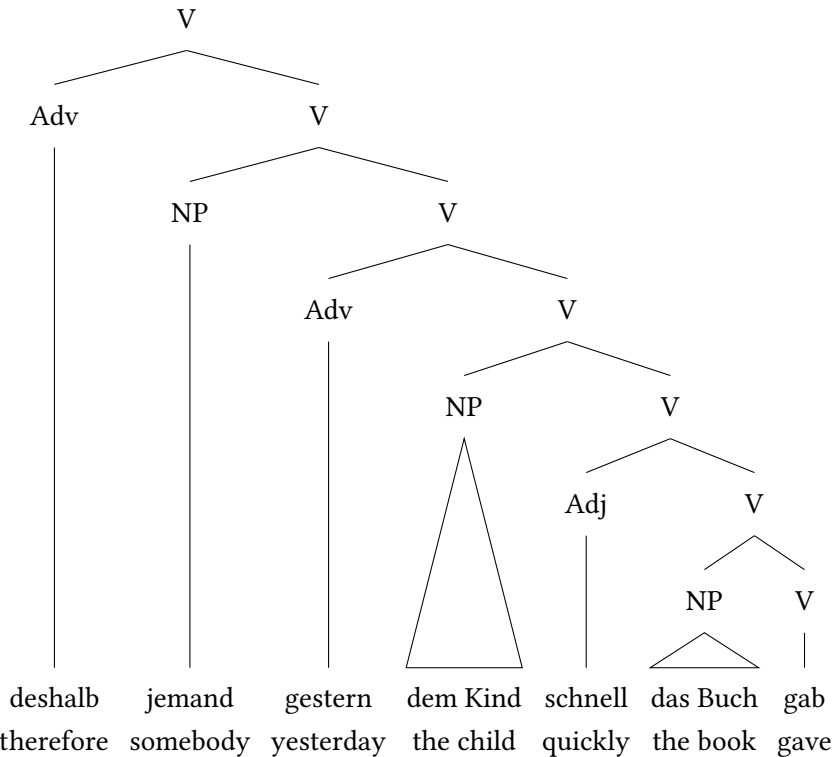 V
Adv V
NP V
Adv V
NP V
Adj V
NP V
deshalb jemand gestern dem Kind schnell das Buch gab
therefore somebody yesterday the child quickly the book gave